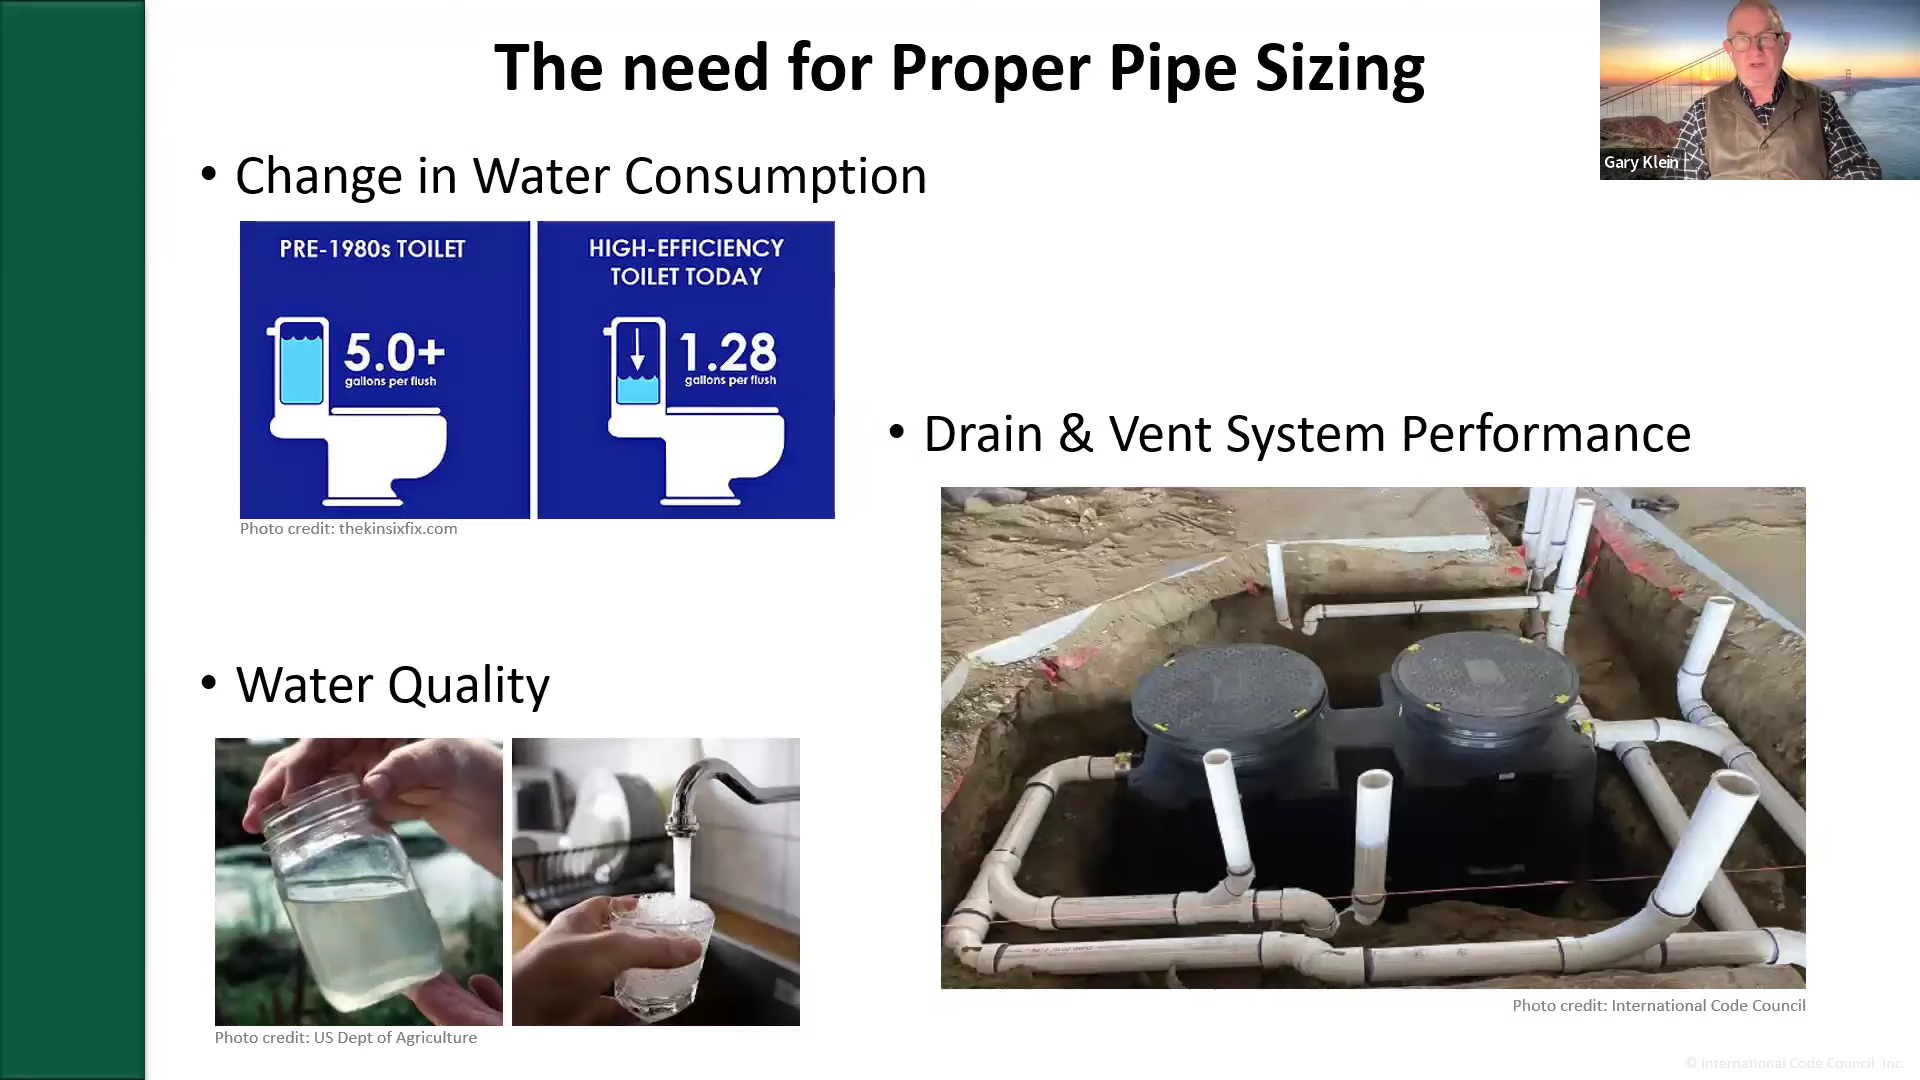 The need for Proper Pipe Sizing
Gary Klein
• Change in Water Consumption
PRE-1980s TOILET
5.0+
gallons per flush
HIGH-EFFICIENCY
TOILET TODAY
1.28
gallons per flush
Photo credit: thekinsixfix.com
• Drain & Vent System Performance
Photo credit: International Code Council
• Water Quality
Photo credit: US Dept of Agriculture
© International Code Council, Inc.